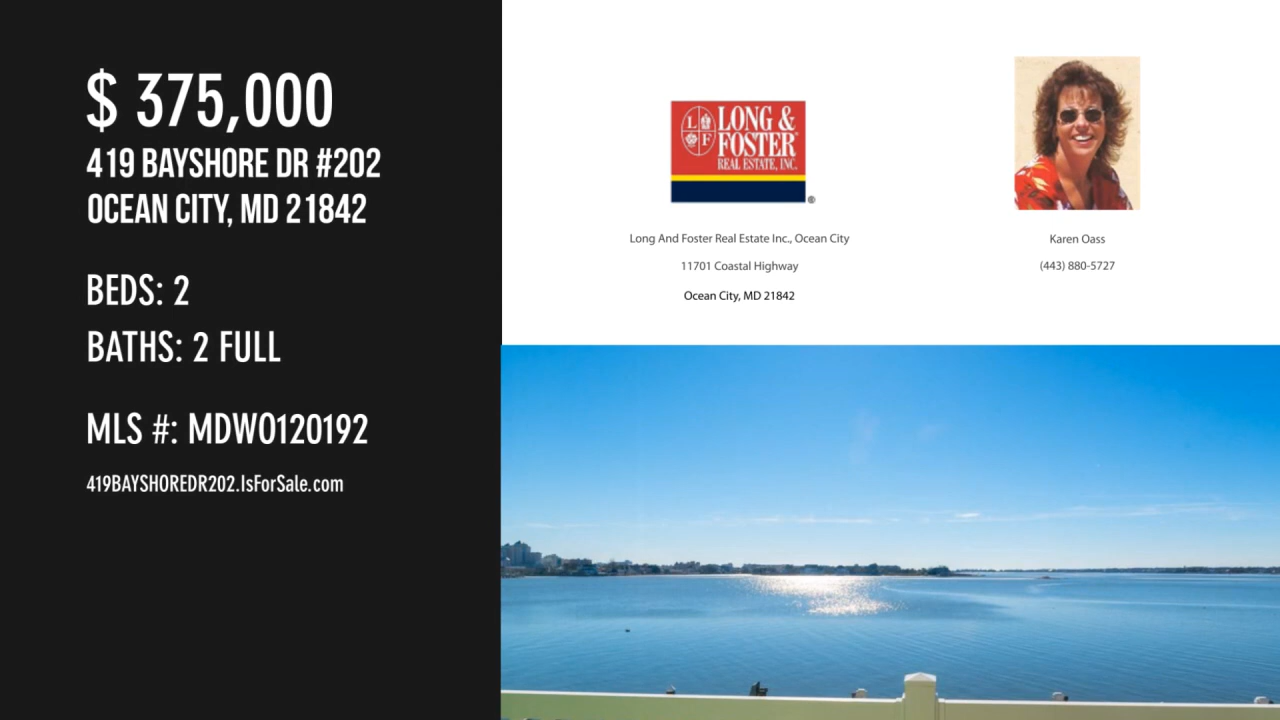 $ 375,000
419 BAYSHORE DR #202
OCEAN CITY, MD 21842
BEDS: 2
BATHS: 2 FULL
MLS #: MDWO120192
419BAYSHOREDR202.IsForSale.com
L F
LONG &
FOSTER®
REAL ESTATE, INC.
®
Long And Foster Real Estate Inc., Ocean City
11701 Coastal Highway
Ocean City, MD 21842
Karen Oass
(443) 880-5727